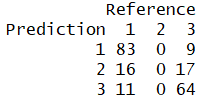 Reference
Prediction 1 2 3
1 83 0 9
2 16 0 17
3 11 0 64